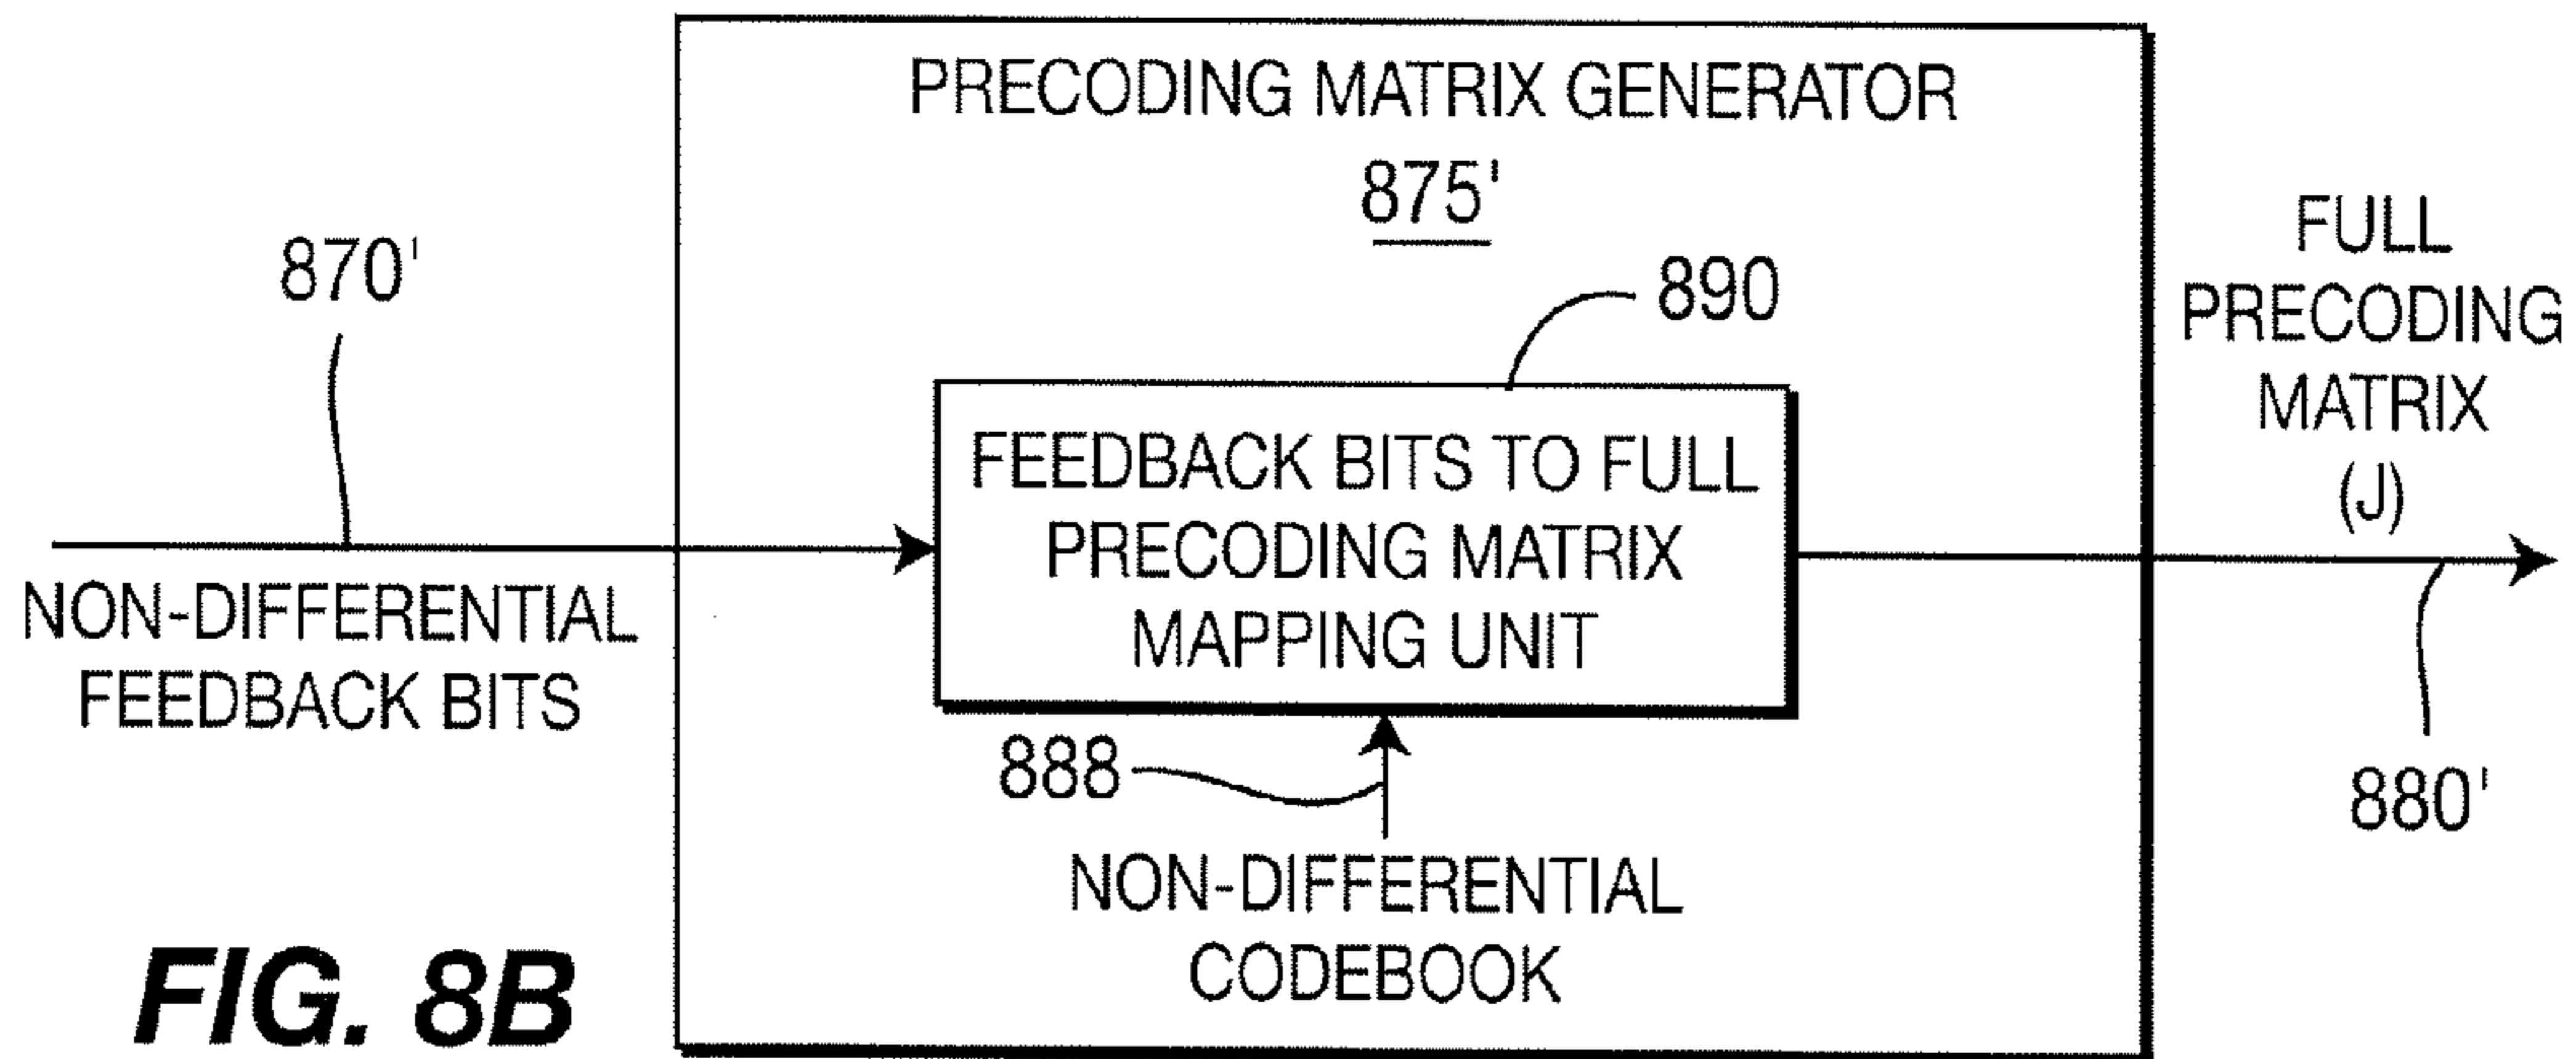 PRECODING MATRIX GENERATOR
875'
870'
NON-DIFFERENTIAL
FEEDBACK BITS
890
FEEDBACK BITS TO FULL
PRECODING MATRIX
MAPPING UNIT
888
NON-DIFFERENTIAL
CODEBOOK
FULL
PRECODING
MATRIX
(J)
880'
FIG. 8B